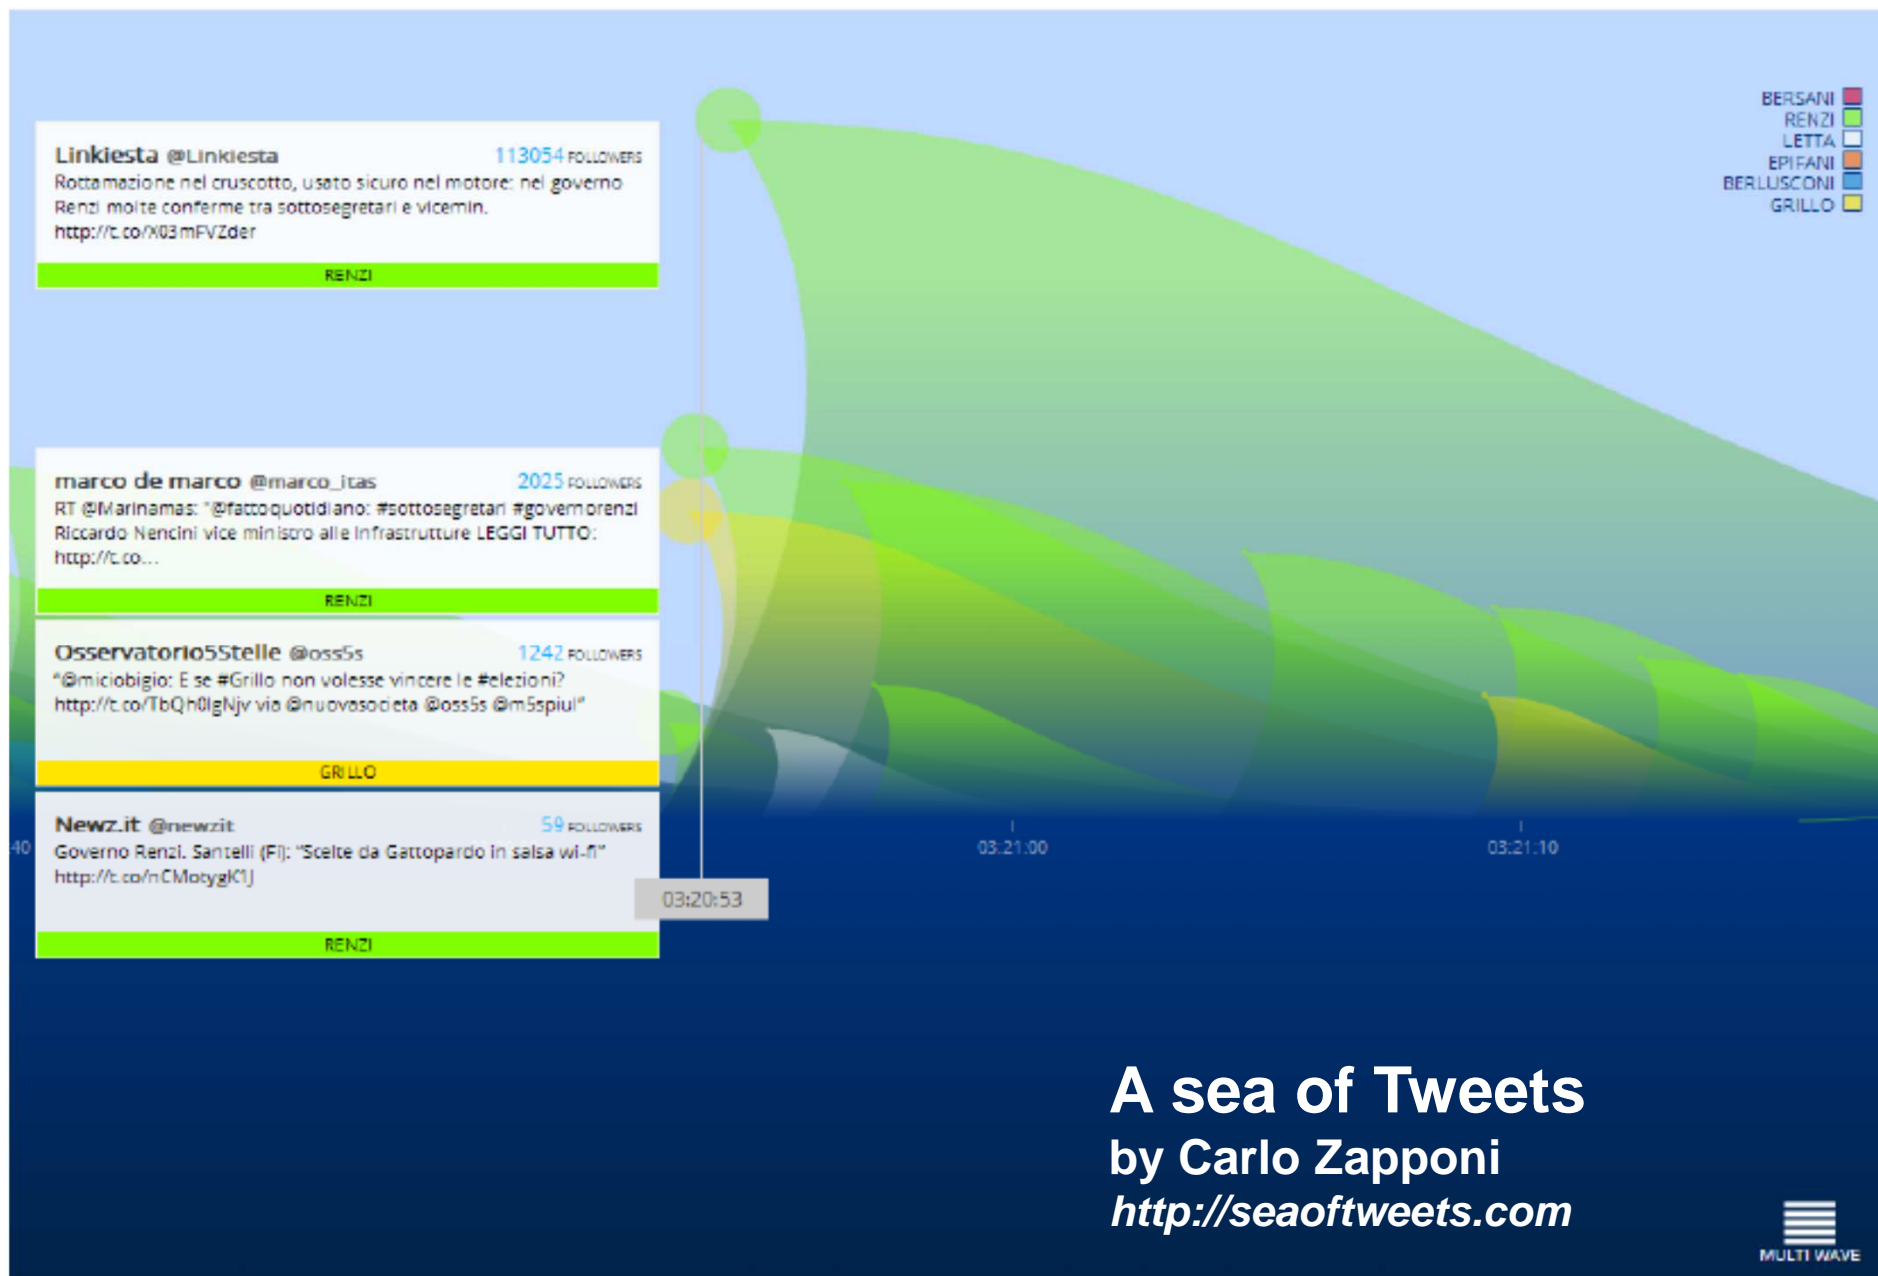 BERSANI
RENZI
LETTA
EPIFANI
BERLUSCONI
GRILLO
Linkiesta @Linkiesta 113054 FOLLOWERS
Rottamazione nel cruscotto, usato sicuro nel motore: nel governo
Renzi molte conferme tra sottosegretari e vicemin.
http://t.co/X03mFVZder
RENZI
marco de marco @marco_itas 2025 FOLLOWERS
RT @Marinamas: "@fattoquotidiano: #sottosegretari #governorenzi
Riccardo Nencini vice ministro alle Infrastrutture LEGGI TUTTO:
http://t.co...
RENZI
Osservatorio5Stelle @oss5s 1242 FOLLOWERS
"@miciobigio: E se #Grillo non volesse vincere le #elezioni?
http://t.co/TbQh0IgNjv via @nuovasocieta @oss5s @m5spiul"
GRILLO
Newz.it @newzit 59 FOLLOWERS
Governo Renzi. Santelli (FI): "Scelte da Gattopardo in salsa wi-fi"
http://t.co/nCMotygK1J
RENZI
:40
03:20:53
03:21:00
03:21:10
A sea of Tweets
by Carlo Zapponi
http://seaoftweets.com
MULTI WAVE